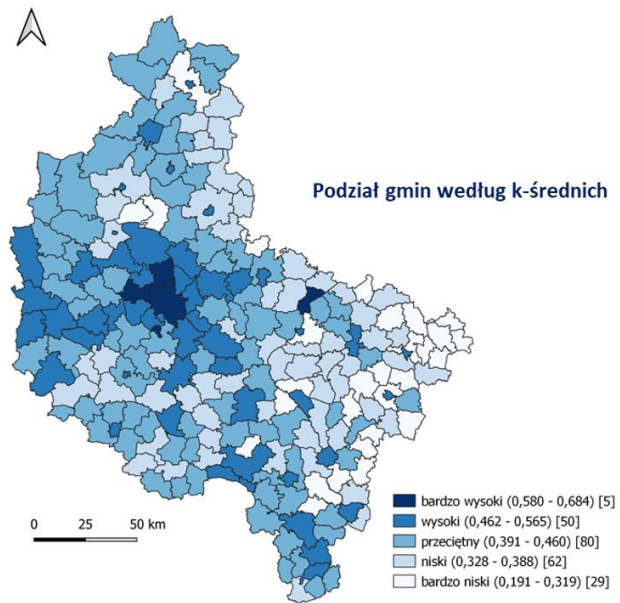 Podział gmin według k-średnich
bardzo wysoki (0,580 - 0,684) [5]
wysoki (0,462 - 0,565) [50]
przeciętny (0,391 - 0,460) [80]
niski (0,328 - 0,388) [62]
bardzo niski (0,191 - 0,319) [29]
0 25 50 km